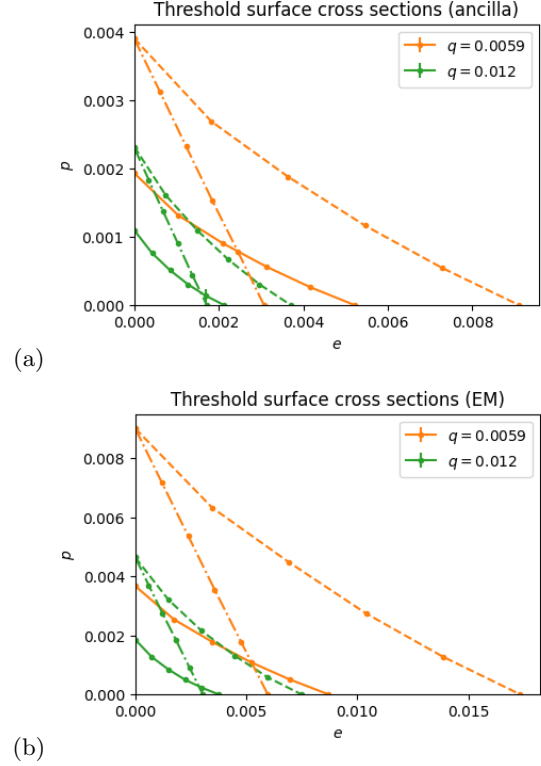 Threshold surface cross sections (ancilla)
0.004
0.003
0.002
0.001
0.000
p
q = 0.0059
q = 0.012
0.000 0.002 0.004 0.006 0.008
e
(a)
Threshold surface cross sections (EM)
0.008
0.006
0.004
0.002
0.000
p
q = 0.0059
q = 0.012
0.000 0.005 0.010 0.015
e
(b)